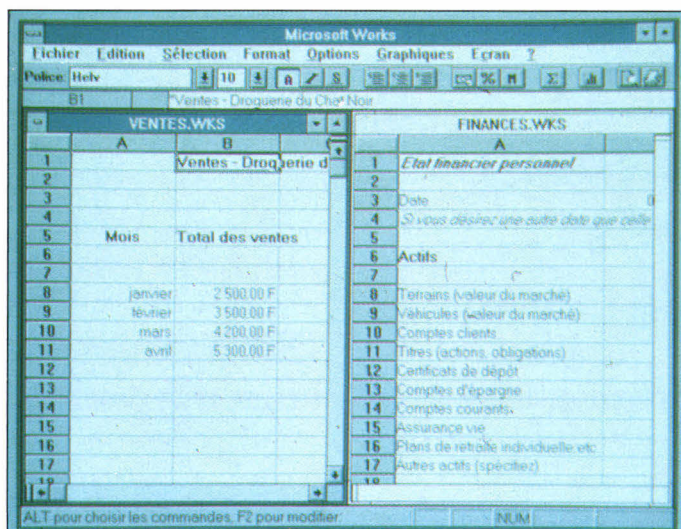 Microsoft Works
Fichier Edition Sélection Format Options Graphiques Ecran ?
Police: Helv 10 G I S % M Σ
B1 "Ventes - Droguerie du Chat Noir
VENTES.WKS
A B C
1 Ventes - Droguerie d
2
3
4
5 Mois Total des ventes
6
7
8 janvier 2 500.00 F
9 février 3 500.00 F
10 mars 4 200.00 F
11 avril 5 300.00 F
12
13
14
15
16
17
18
FINANCES.WKS
A
1 Etat financier personnel
2
3 Date 0
4 Si vous désirez une autre date que celle
5
6 Actifs
7
8 Terrains (valeur du marché)
9 Véhicules (valeur du marché)
10 Comptes clients
11 Titres (actions, obligations)
12 Certificats de dépôt
13 Comptes d'épargne
14 Comptes courants
15 Assurance vie
16 Plans de retraite individuelle, etc
17 Autres actifs (spécifiez)
18
ALT pour choisir les commandes, F2 pour modifier. NUM